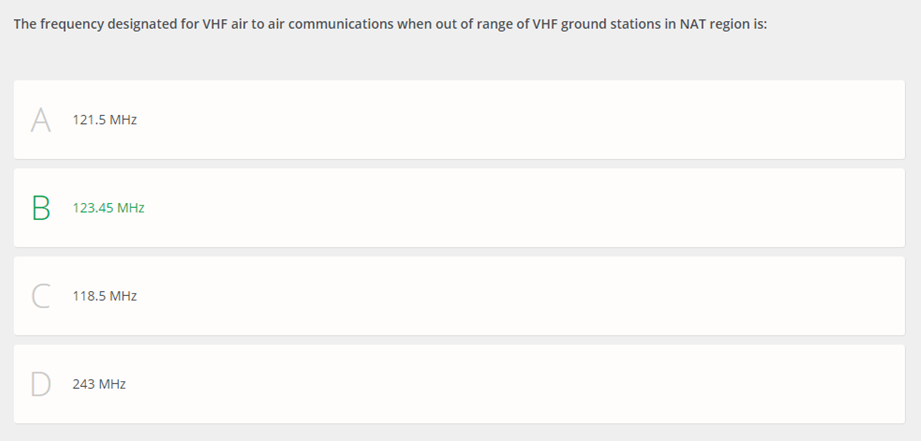 The frequency designated for VHF air to air communications when out of range of VHF ground stations in NAT region is:
A 121.5 MHz
B 123.45 MHz
C 118.5 MHz
D 243 MHz